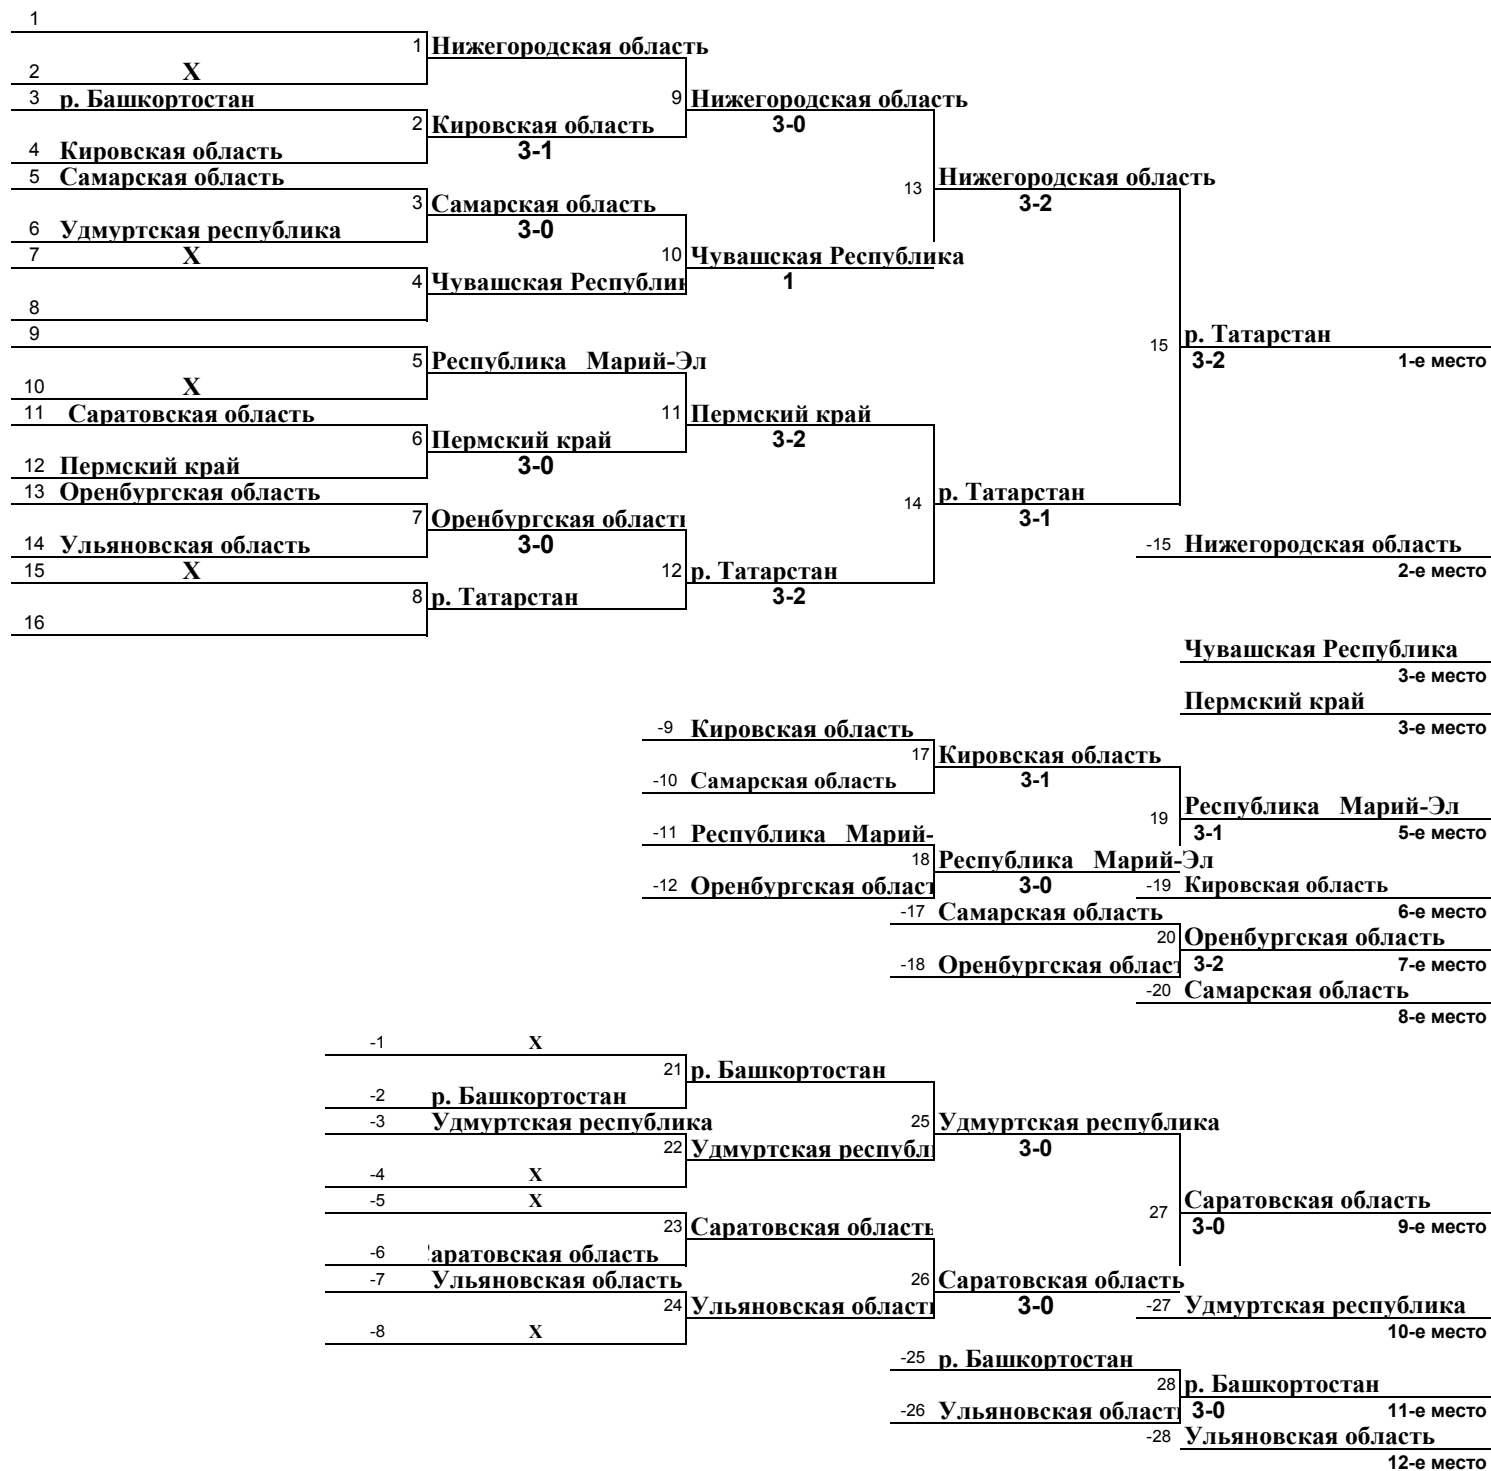 1
1 Нижегородская область
2 X
3 р. Башкортостан
9 Нижегородская область
2 Кировская область
3-0
4 Кировская область
3-1
5 Самарская область
13 Нижегородская область
3 Самарская область
3-2
6 Удмуртская республика
3-0
7 X
10 Чувашская Республика
4 Чувашская Республик
1
8
9
15 р. Татарстан
5 Республика Марий-Эл
3-2 1-е место
10 X
11 Саратовская область
11 Пермский край
6 Пермский край
3-2
12 Пермский край
3-0
13 Оренбургская область
14 р. Татарстан
7 Оренбургская област
3-1
14 Ульяновская область
3-0
-15 Нижегородская область
15 X
12 р. Татарстан
2-е место
8 р. Татарстан
3-2
16
Чувашская Республика
3-е место
Пермский край
3-е место
-9 Кировская область
17 Кировская область
-10 Самарская область
3-1
19 Республика Марий-Эл
-11 Республика Марий-
3-1 5-е место
18 Республика Марий-Эл
-12 Оренбургская област
3-0
-19 Кировская область
6-е место
-17 Самарская область
20 Оренбургская область
-18 Оренбургская област
3-2 7-е место
-20 Самарская область
8-е место
-1 X
21 р. Башкортостан
-2 р. Башкортостан
-3 Удмуртская республика
25 Удмуртская республика
22 Удмуртская республ
3-0
-4 X
-5 X
27 Саратовская область
23 Саратовская область
3-0 9-е место
-6 аратовская область
-7 Ульяновская область
26 Саратовская область
24 Ульяновская област
3-0
-27 Удмуртская республика
-8 X
10-е место
-25 р. Башкортостан
28 р. Башкортостан
-26 Ульяновская област
3-0 11-е место
-28 Ульяновская область
12-е место